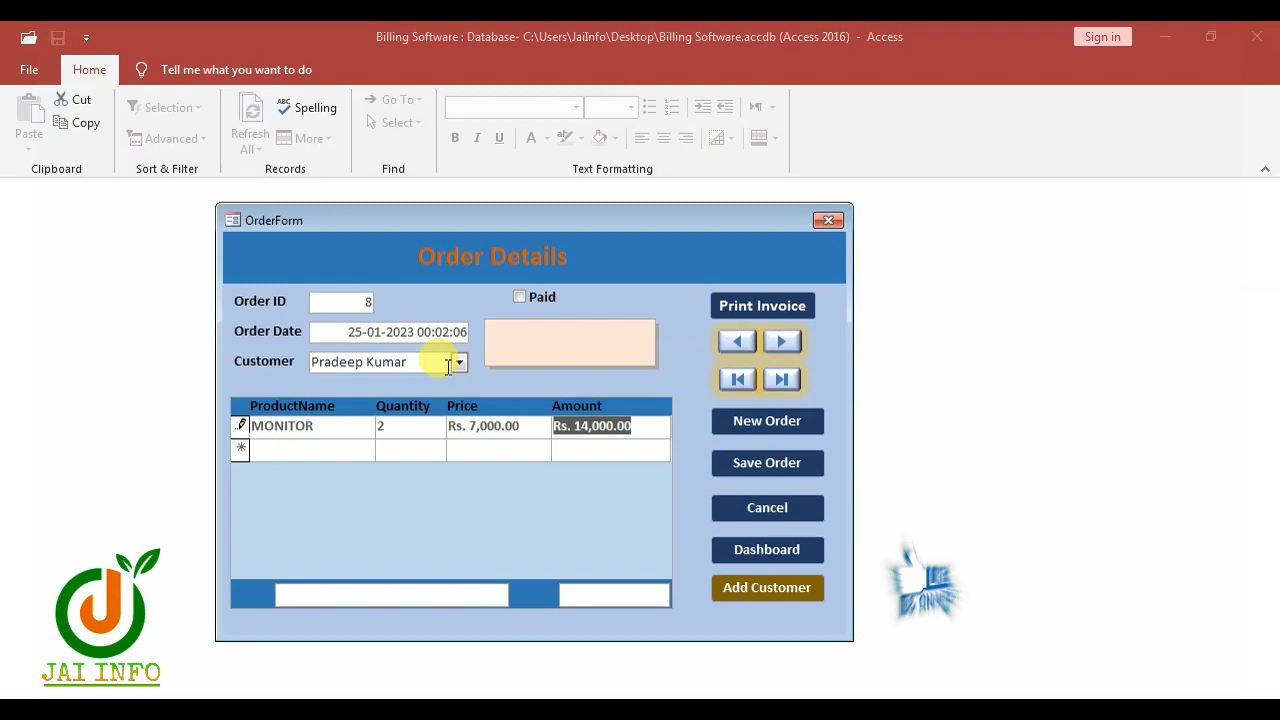 Billing Software : Database- C:\Users\JaiInfo\Desktop\Billing Software.accdb (Access 2016) - Access
Sign in
File
Home
Tell me what you want to do
Paste
Cut
Copy
Clipboard
Selection
Advanced
Sort & Filter
Refresh
All
ABC
Spelling
More
Records
Go To
Select
Find
B I U A
Text Formatting
OrderForm
Order Details
Order ID 8
Paid
Order Date 25-01-2023 00:02:06
Customer Pradeep Kumar
ProductName Quantity Price Amount
MONITOR 2 Rs. 7,000.00 Rs. 14,000.00
Print Invoice
New Order
Save Order
Cancel
Dashboard
Add Customer
JAI INFO